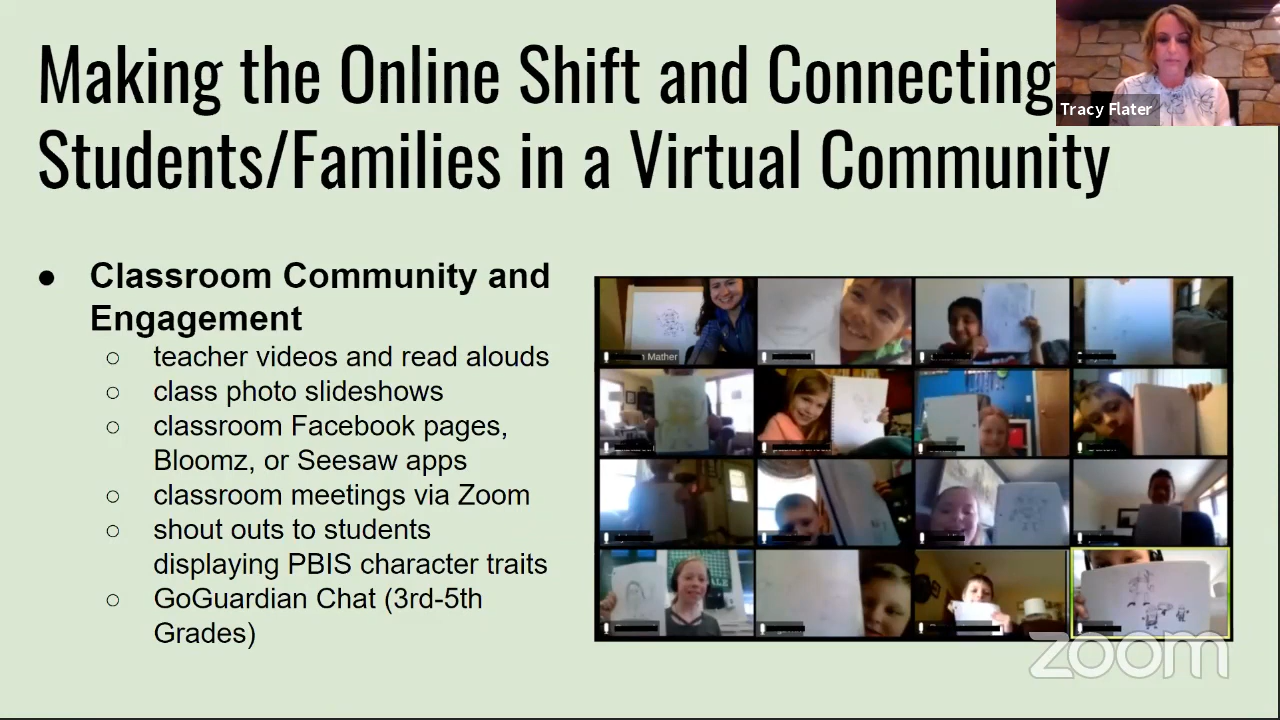 Making the Online Shift and Connecting
Students/Families in a Virtual Community
Tracy Flater
● Classroom Community and
Engagement
○ teacher videos and read alouds
○ class photo slideshows
○ classroom Facebook pages,
Bloomz, or Seesaw apps
○ classroom meetings via Zoom
○ shout outs to students
displaying PBIS character traits
○ GoGuardian Chat (3rd-5th
Grades)
Mather
zoom